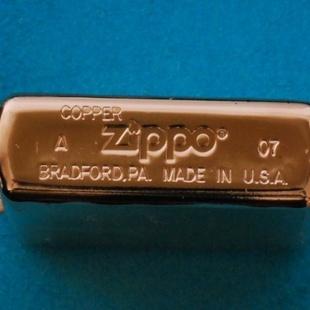 COPPER
A Zippo® 07
BRADFORD, PA. MADE IN U.S.A.